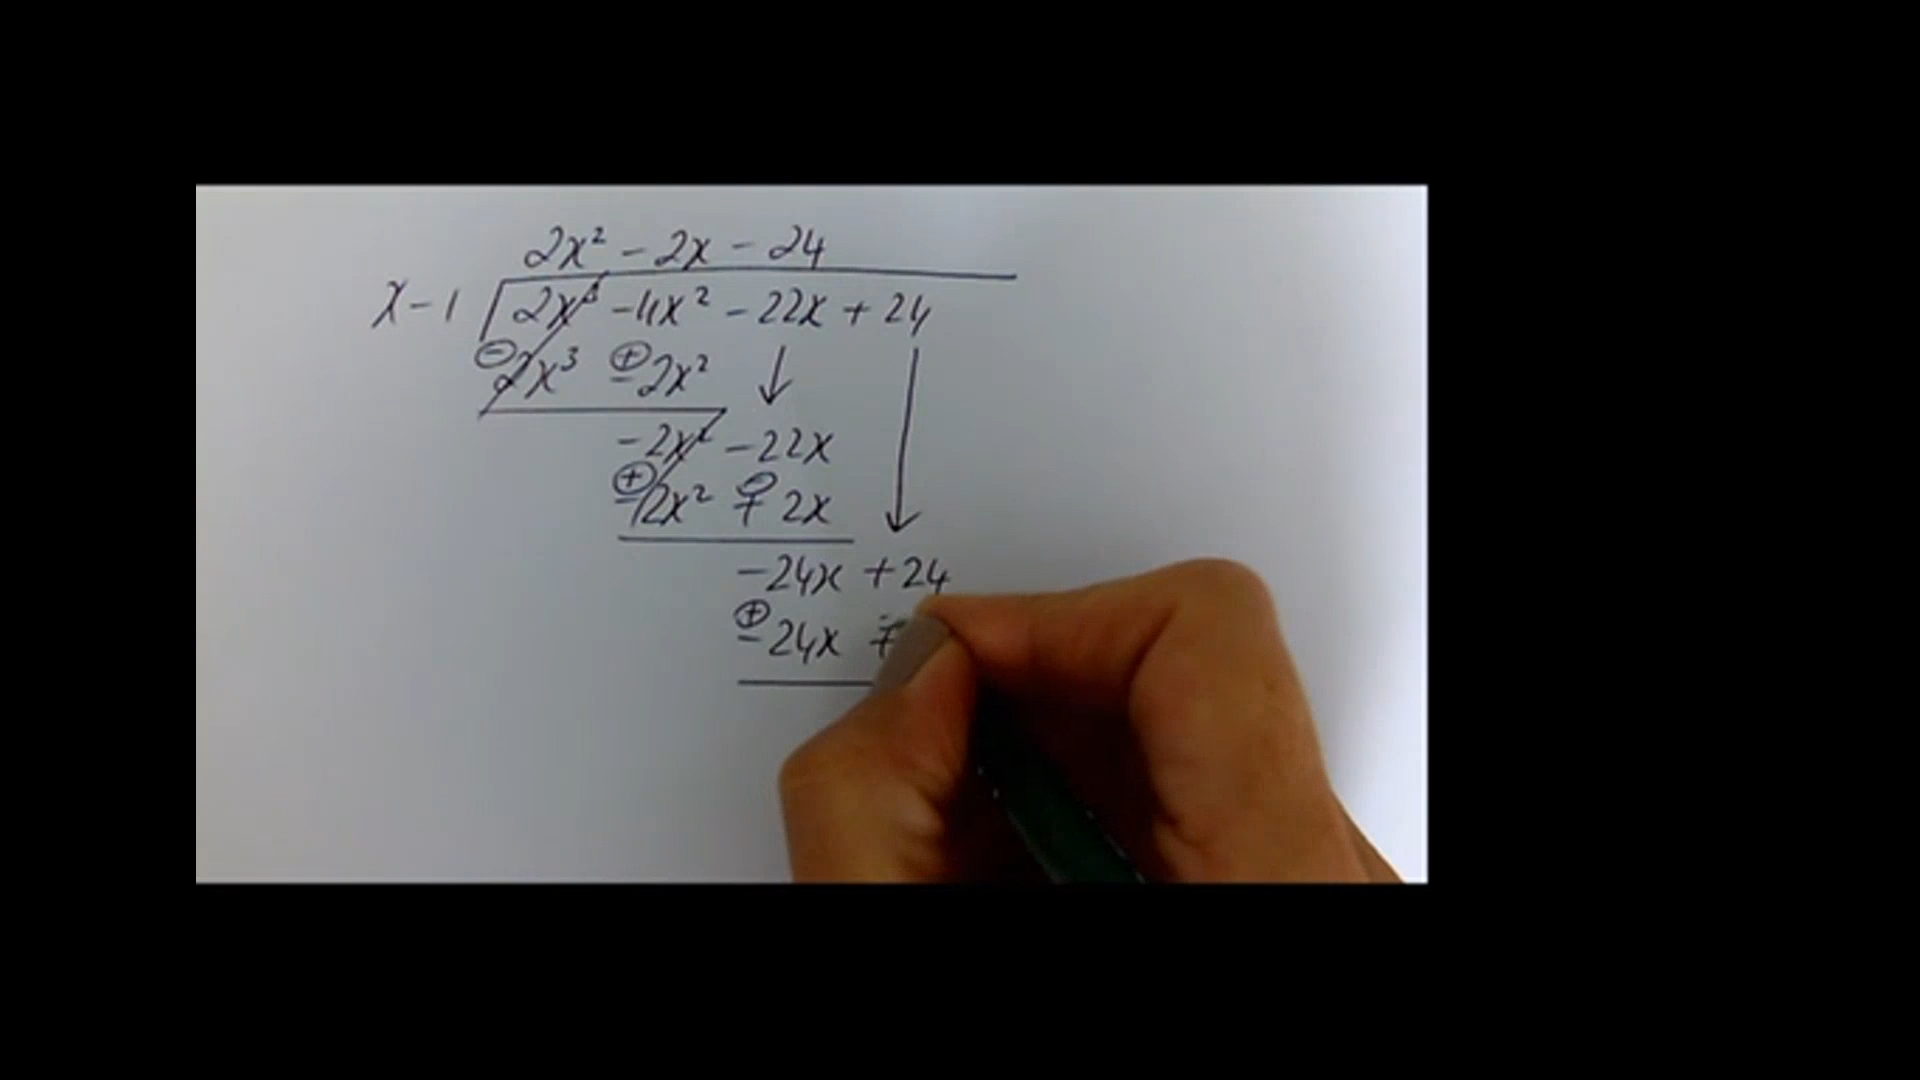 2x² - 2x - 24
x - 1 2x³ - 4x² - 22x + 24
⊖ 2x³ ⊕ - 2x²
-2x² - 22x
⊕ - 2x² ⊖ + 2x
-24x + 24
⊕ - 24x